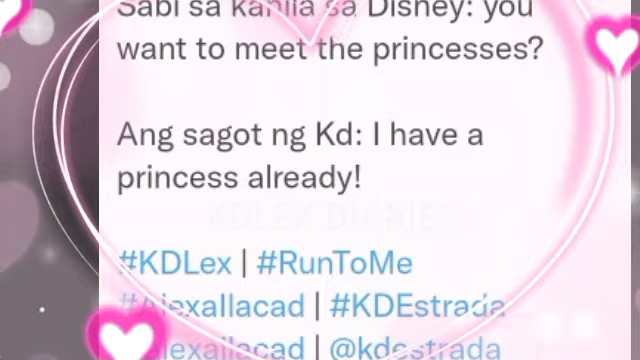 Sabi sa kanila sa Disney: you
want to meet the princesses?
Ang sagot ng Kd: I have a
princess already!
#KDLex | #RunToMe
#Alexallacad | #KDEstrada
alexailacad | @kdestrada